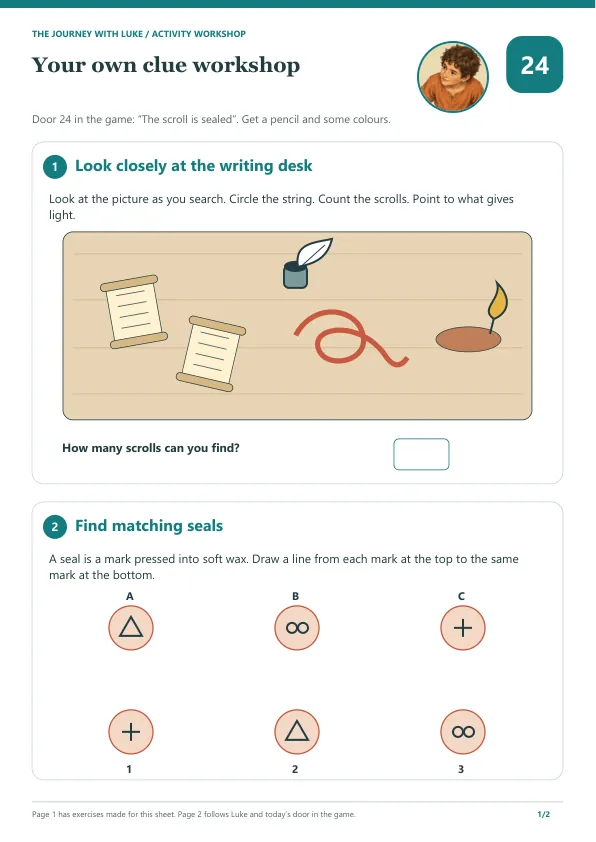 THE JOURNEY WITH LUKE / ACTIVITY WORKSHOP
Your own clue workshop
24
Door 24 in the game: “The scroll is sealed”. Get a pencil and some colours.
1 Look closely at the writing desk
Look at the picture as you search. Circle the string. Count the scrolls. Point to what gives
light.
How many scrolls can you find?
2 Find matching seals
A seal is a mark pressed into soft wax. Draw a line from each mark at the top to the same
mark at the bottom.
A B C
1 2 3
Page 1 has exercises made for this sheet. Page 2 follows Luke and today’s door in the game.
1/2